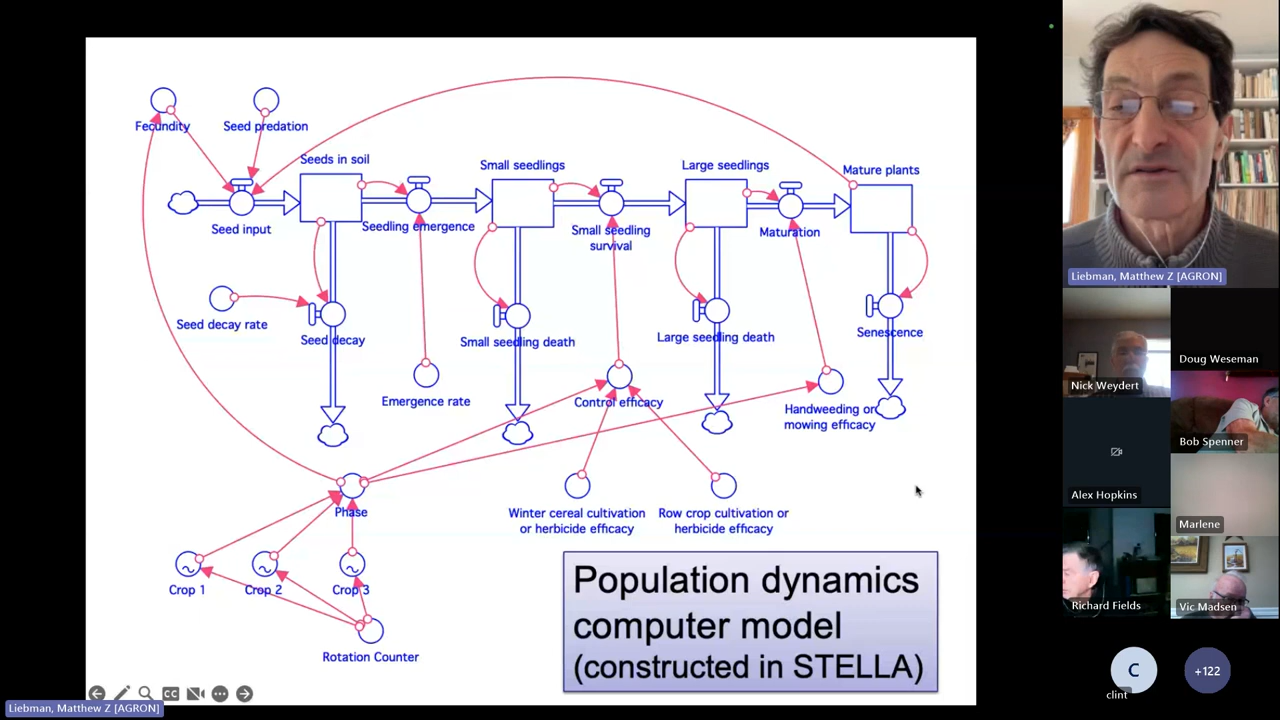 Fecundity
Seed predation
Seeds in soil
Small seedlings
Large seedlings
Mature plants
Seed input
Seedling emergence
Small seedling
survival
Maturation
Seed decay rate
Seed decay
Small seedling death
Large seedling death
Senescence
Emergence rate
Control efficacy
Handweeding or
mowing efficacy
Phase
Winter cereal cultivation
or herbicide efficacy
Row crop cultivation or
herbicide efficacy
Crop 1
Crop 2
Crop 3
Rotation Counter
Population dynamics
computer model
(constructed in STELLA)
CC
Liebman, Matthew Z [AGRON]
Liebman, Matthew Z [AGRON]
Nick Weydert
Doug Weseman
Bob Spenner
Alex Hopkins
Marlene
Richard Fields
Vic Madsen
C
clint
+122